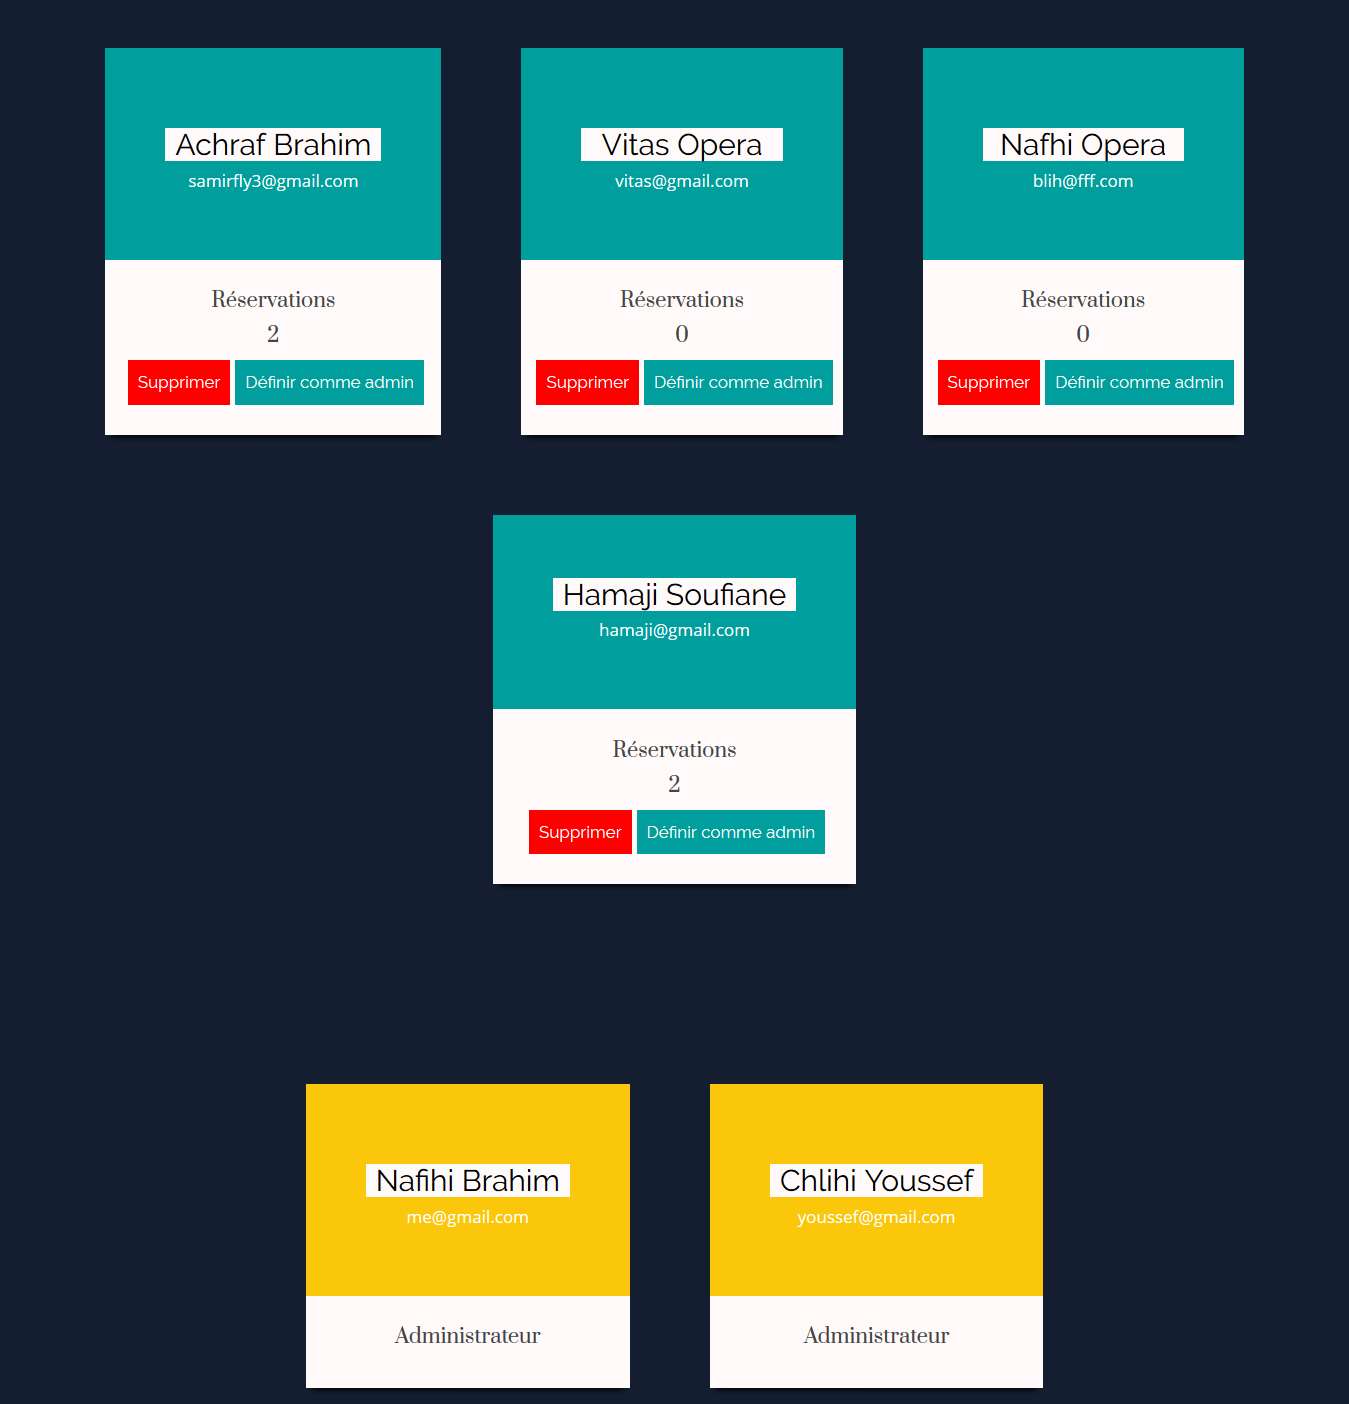 Achraf Brahim
samirfly3@gmail.com
Réservations
2
Supprimer
Définir comme admin
Vitas Opera
vitas@gmail.com
Réservations
0
Supprimer
Définir comme admin
Nafhi Opera
blih@fff.com
Réservations
0
Supprimer
Définir comme admin
Hamaji Soufiane
hamaji@gmail.com
Réservations
2
Supprimer
Définir comme admin
Nafihi Brahim
me@gmail.com
Administrateur
Chlihi Youssef
youssef@gmail.com
Administrateur